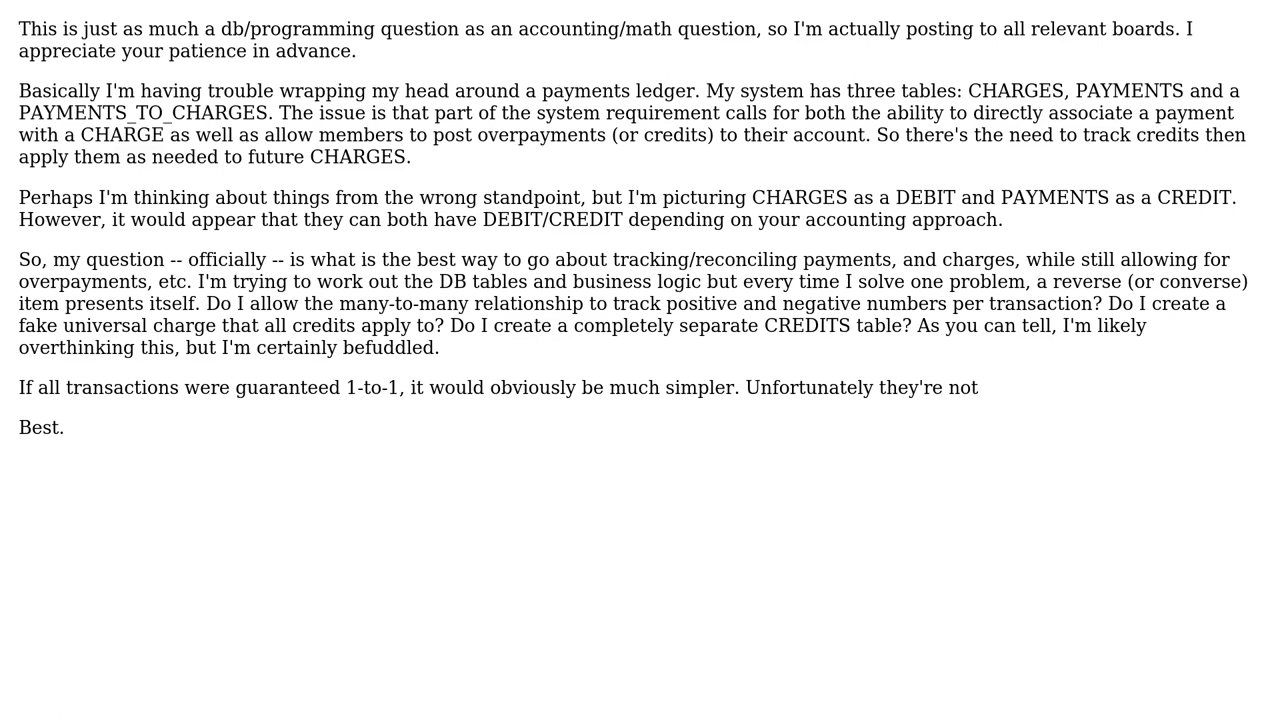 This is just as much a db/programming question as an accounting/math question, so I'm actually posting to all relevant boards. I
appreciate your patience in advance.
Basically I'm having trouble wrapping my head around a payments ledger. My system has three tables: CHARGES, PAYMENTS and a
PAYMENTS_TO_CHARGES. The issue is that part of the system requirement calls for both the ability to directly associate a payment
with a CHARGE as well as allow members to post overpayments (or credits) to their account. So there's the need to track credits then
apply them as needed to future CHARGES.
Perhaps I'm thinking about things from the wrong standpoint, but I'm picturing CHARGES as a DEBIT and PAYMENTS as a CREDIT.
However, it would appear that they can both have DEBIT/CREDIT depending on your accounting approach.
So, my question -- officially -- is what is the best way to go about tracking/reconciling payments, and charges, while still allowing for
overpayments, etc. I'm trying to work out the DB tables and business logic but every time I solve one problem, a reverse (or converse)
item presents itself. Do I allow the many-to-many relationship to track positive and negative numbers per transaction? Do I create a
fake universal charge that all credits apply to? Do I create a completely separate CREDITS table? As you can tell, I'm likely
overthinking this, but I'm certainly befuddled.
If all transactions were guaranteed 1-to-1, it would obviously be much simpler. Unfortunately they're not
Best.